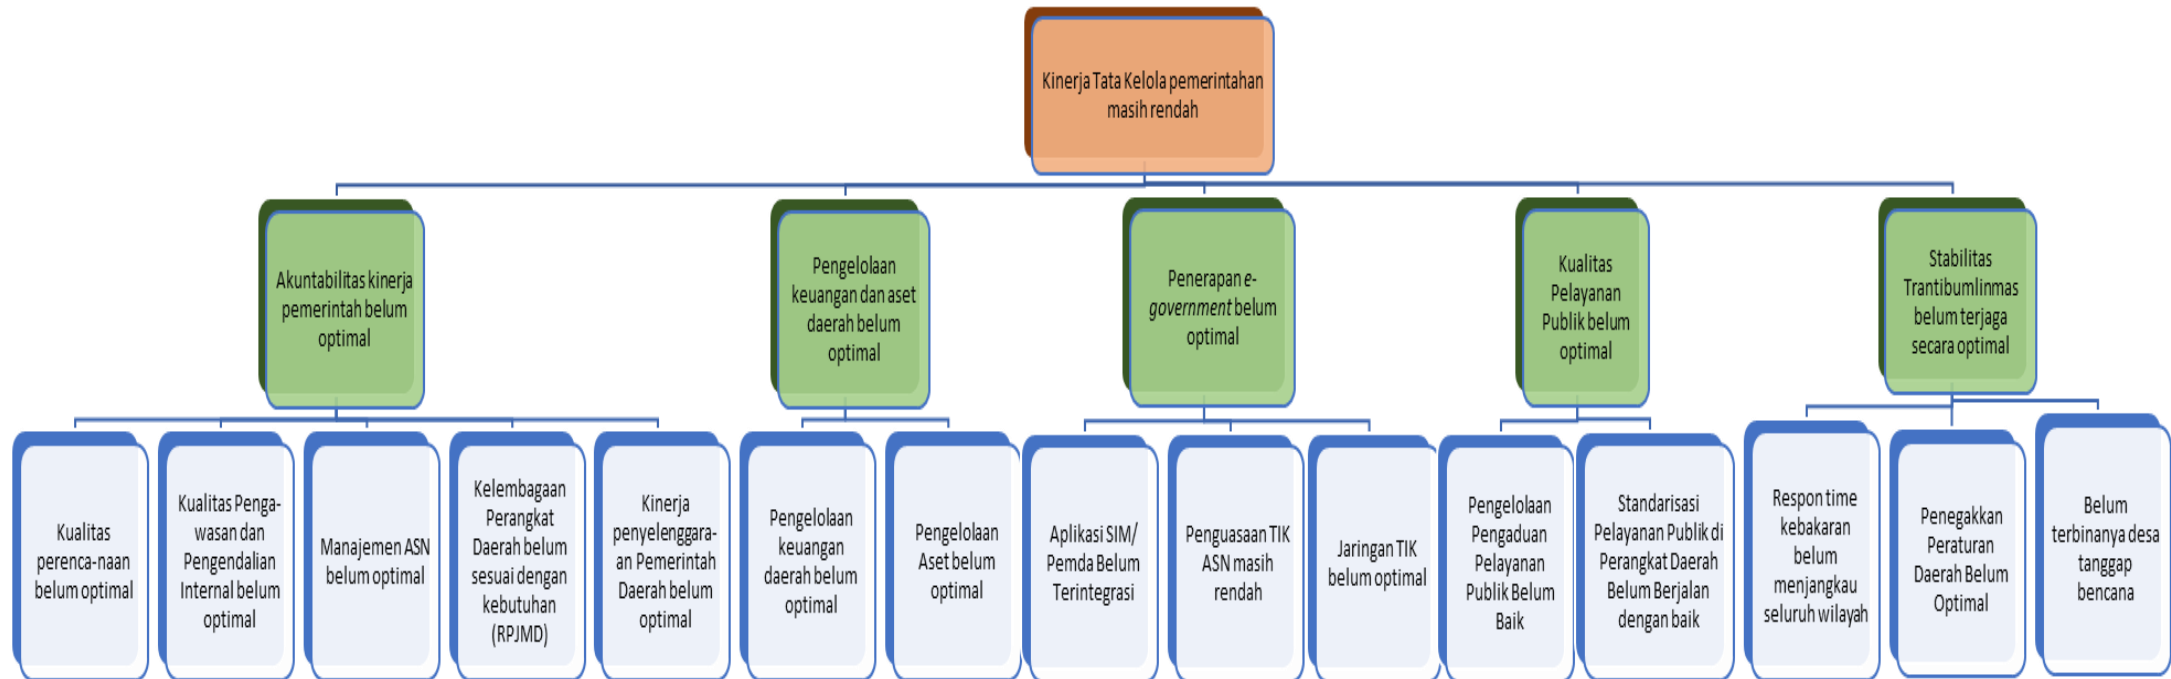 Kinerja Tata Kelola pemerintahan
masih rendah
Akuntabilitas kinerja
pemerintah belum
optimal
Pengelolaan
keuangan dan aset
daerah belum
optimal
Penerapan e-
government belum
optimal
Kualitas
Pelayanan
Publik belum
optimal
Stabilitas
Trantibumlinmas
belum terjaga
secara optimal
Kualitas
perenca-naan
belum optimal
Kualitas Penga-
wasan dan
Pengendalian
Internal belum
optimal
Manajemen ASN
belum optimal
Kelembagaan
Perangkat
Daerah belum
sesuai dengan
kebutuhan
(RPJMD)
Kinerja
penyelenggara-
an Pemerintah
Daerah belum
optimal
Pengelolaan
keuangan
daerah belum
optimal
Pengelolaan
Aset belum
optimal
Aplikasi SIM/
Pemda Belum
Terintegrasi
Penguasaan TIK
ASN masih
rendah
Jaringan TIK
belum optimal
Pengelolaan
Pengaduan
Pelayanan
Publik Belum
Baik
Standarisasi
Pelayanan Publik di
Perangkat Daerah
Belum Berjalan
dengan baik
Respon time
kebakaran
belum
menjangkau
seluruh wilayah
Penegakkan
Peraturan
Daerah Belum
Optimal
Belum
terbinanya desa
tanggap
bencana